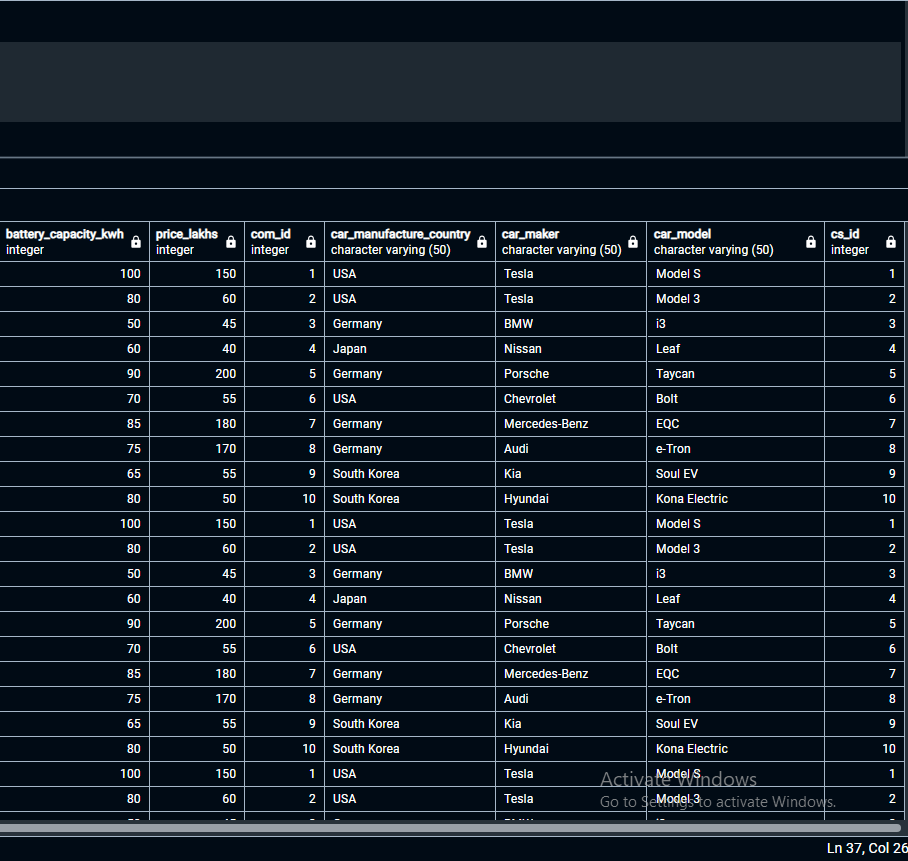 battery_capacity_kwh price_lakhs com_id car_manufacture_country car_maker car_model cs_id
integer integer integer character varying (50) character varying (50) character varying (50) integer
100 150 1 USA Tesla Model S 1
80 60 2 USA Tesla Model 3 2
50 45 3 Germany BMW i3 3
60 40 4 Japan Nissan Leaf 4
90 200 5 Germany Porsche Taycan 5
70 55 6 USA Chevrolet Bolt 6
85 180 7 Germany Mercedes-Benz EQC 7
75 170 8 Germany Audi e-Tron 8
65 55 9 South Korea Kia Soul EV 9
80 50 10 South Korea Hyundai Kona Electric 10
100 150 1 USA Tesla Model S 1
80 60 2 USA Tesla Model 3 2
50 45 3 Germany BMW i3 3
60 40 4 Japan Nissan Leaf 4
90 200 5 Germany Porsche Taycan 5
70 55 6 USA Chevrolet Bolt 6
85 180 7 Germany Mercedes-Benz EQC 7
75 170 8 Germany Audi e-Tron 8
65 55 9 South Korea Kia Soul EV 9
80 50 10 South Korea Hyundai Kona Electric 10
100 150 1 USA Tesla Model S 1
80 60 2 USA Tesla Model 3 2
Activate Windows
Go to Settings to activate Windows.
Ln 37, Col 26